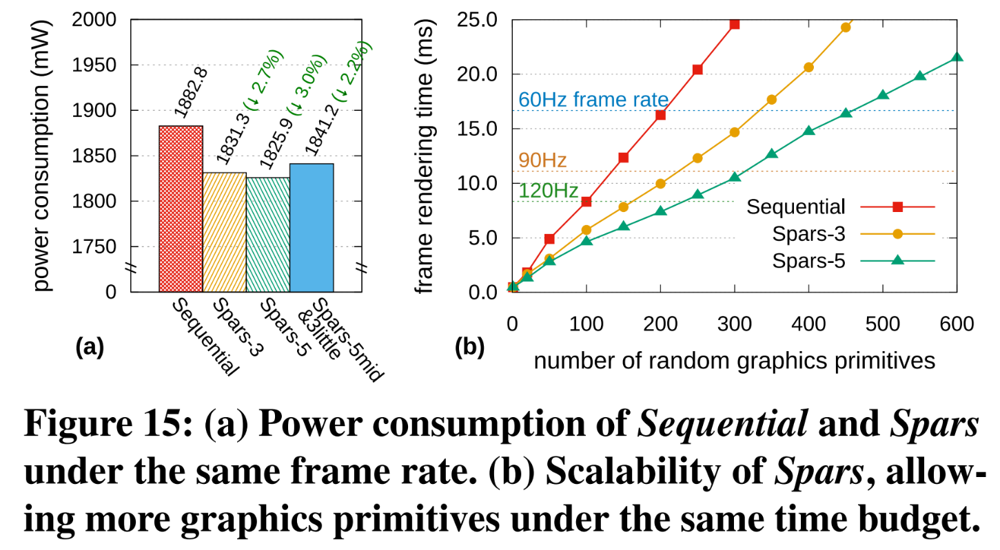 power consumption (mW)
2000
1950
1900
1850
1800
1750
0
1882.8
1831.3 (↓ 2.7%)
1825.9 (↓ 3.0%)
1841.2 (↓ 2.2%)
Sequential
Spars-3
Spars-5
Spars-5mid
&3little
(a)
frame rendering time (ms)
25.0
20.0
15.0
10.0
5.0
0.0
60Hz frame rate
90Hz
120Hz
Sequential
Spars-3
Spars-5
0 100 200 300 400 500 600
(b)
number of random graphics primitives
Figure 15: (a) Power consumption of Sequential and Spars
under the same frame rate. (b) Scalability of Spars, allow-
ing more graphics primitives under the same time budget.